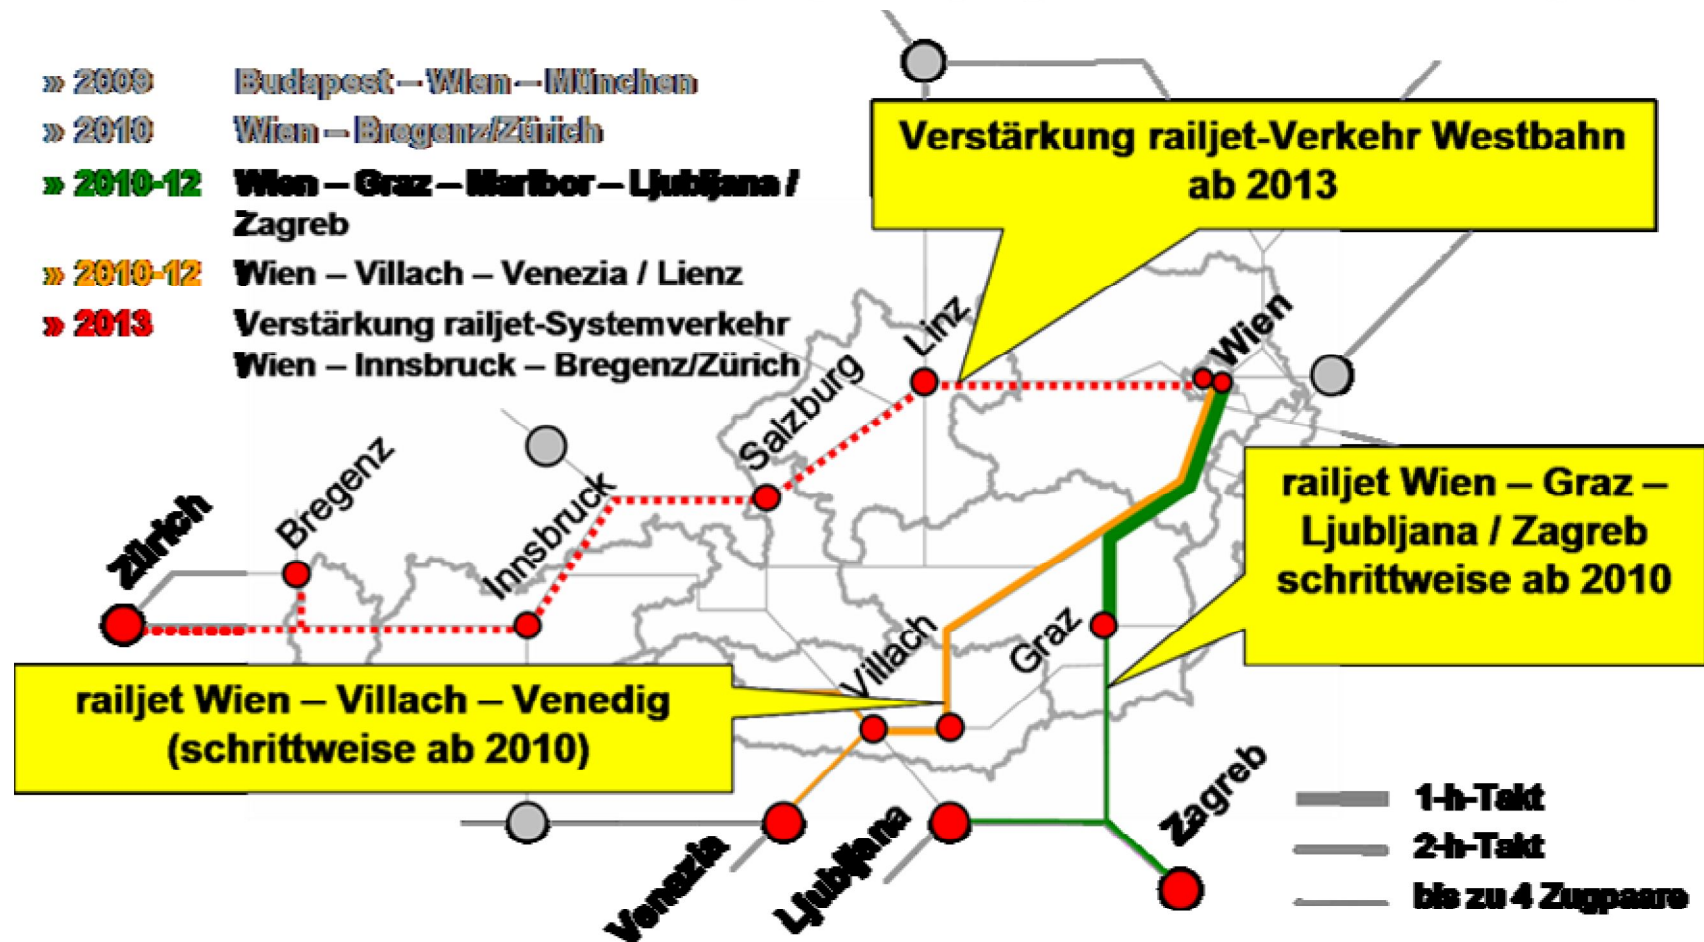 » 2009 Budapest – Wien – München
» 2010 Wien – Bregenz/Zürich
» 2010-12 Wien – Graz – Maribor – Ljubljana /
Zagreb
» 2010-12 Wien – Villach – Venezia / Lienz
» 2013 Verstärkung railjet-Systemverkehr
Wien – Innsbruck – Bregenz/Zürich
Verstärkung railjet-Verkehr Westbahn
ab 2013
Linz
Wien
Salzburg
Bregenz
Innsbruck
Zürich
railjet Wien – Graz –
Ljubljana / Zagreb
schrittweise ab 2010
Villach
Graz
railjet Wien – Villach – Venedig
(schrittweise ab 2010)
Venezia
Ljubljana
Zagreb
1-h-Takt
2-h-Takt
bis zu 4 Zugpaare